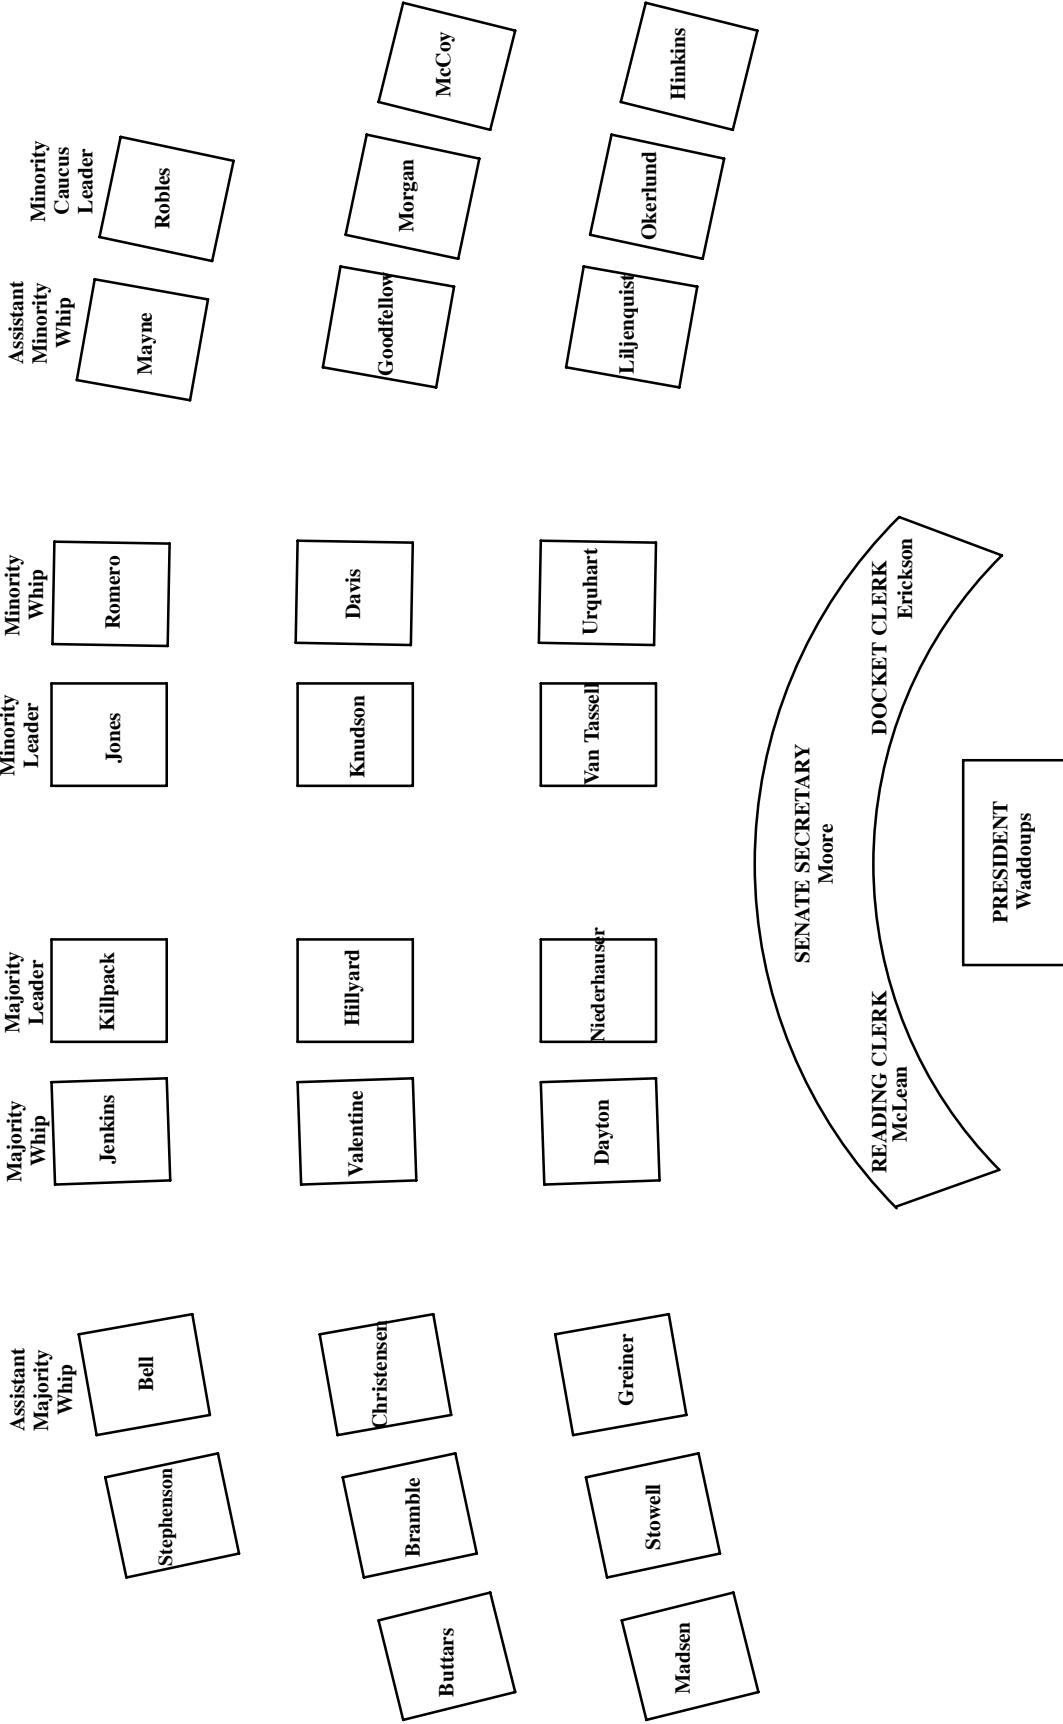 Assistant
Majority
Whip
Majority
Whip
Majority
Leader
Minority
Leader
Minority
Whip
Assistant
Minority
Whip
Minority
Caucus
Leader
Stephenson
Bell
Jenkins
Killpack
Jones
Romero
Mayne
Robles
Buttars
Bramble
Christensen
Valentine
Hillyard
Knudson
Davis
Goodfellow
Morgan
McCoy
Madsen
Stowell
Greiner
Dayton
Niederhauser
Van Tassell
Urquhart
Liljenquist
Okerlund
Hinkins
SENATE SECRETARY
Moore
READING CLERK
McLean
DOCKET CLERK
Erickson
PRESIDENT
Waddoups